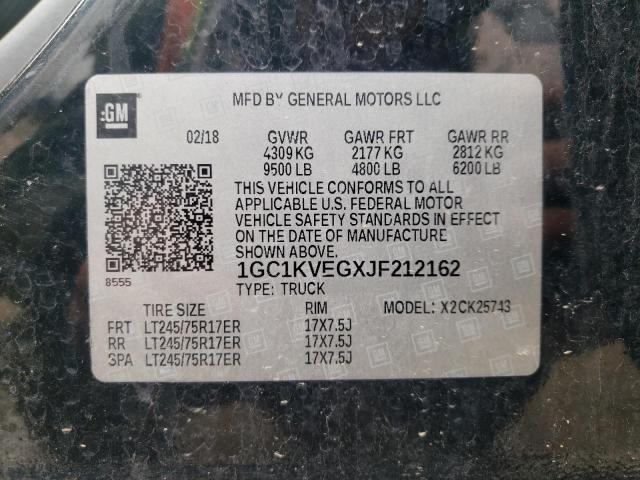 GM
MFD BY GENERAL MOTORS LLC
02/18 GVWR GAWR FRT GAWR RR
4309 KG 2177 KG 2812 KG
9500 LB 4800 LB 6200 LB
THIS VEHICLE CONFORMS TO ALL
APPLICABLE U.S. FEDERAL MOTOR
VEHICLE SAFETY STANDARDS IN EFFECT
ON THE DATE OF MANUFACTURE
SHOWN ABOVE.
8555
1GC1KVEGXJF212162
TYPE: TRUCK
TIRE SIZE RIM MODEL: X2CK25743
FRT LT245/75R17ER 17X7.5J
RR LT245/75R17ER 17X7.5J
SPA LT245/75R17ER 17X7.5J